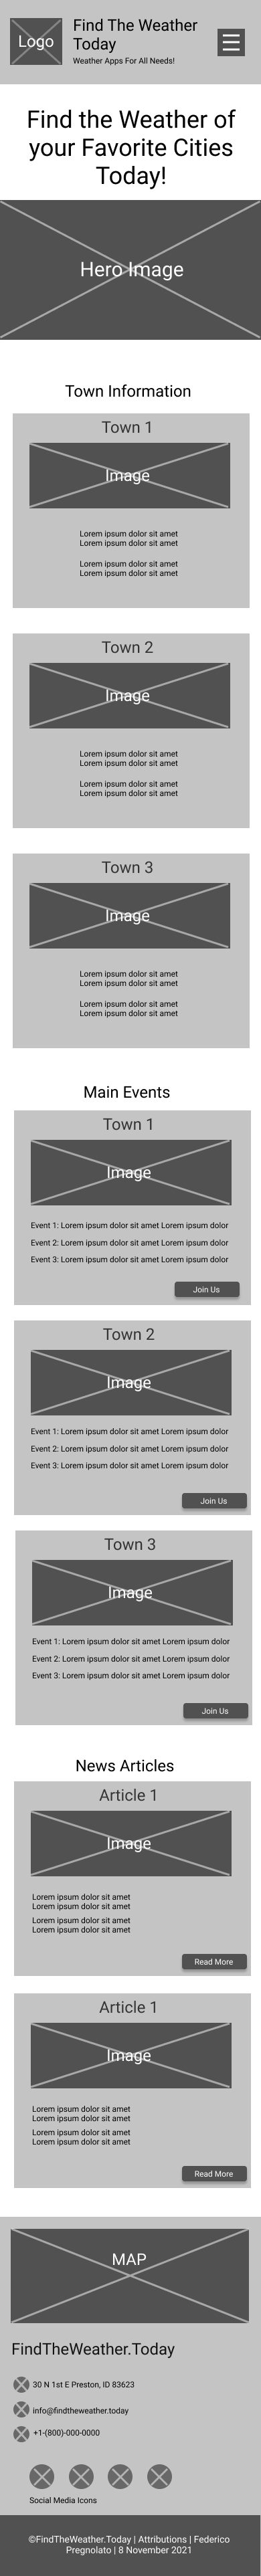 Logo
Find The Weather
Today
Weather Apps For All Needs!
Find the Weather of
your Favorite Cities
Today!
Hero Image
Town Information
Town 1
Image
Lorem ipsum dolor sit amet
Lorem ipsum dolor sit amet
Lorem ipsum dolor sit amet
Lorem ipsum dolor sit amet
Town 2
Image
Lorem ipsum dolor sit amet
Lorem ipsum dolor sit amet
Lorem ipsum dolor sit amet
Lorem ipsum dolor sit amet
Town 3
Image
Lorem ipsum dolor sit amet
Lorem ipsum dolor sit amet
Lorem ipsum dolor sit amet
Lorem ipsum dolor sit amet
Main Events
Town 1
Image
Event 1: Lorem ipsum dolor sit amet Lorem ipsum dolor
Event 2: Lorem ipsum dolor sit amet Lorem ipsum dolor
Event 3: Lorem ipsum dolor sit amet Lorem ipsum dolor
Join Us
Town 2
Image
Event 1: Lorem ipsum dolor sit amet Lorem ipsum dolor
Event 2: Lorem ipsum dolor sit amet Lorem ipsum dolor
Event 3: Lorem ipsum dolor sit amet Lorem ipsum dolor
Join Us
Town 3
Image
Event 1: Lorem ipsum dolor sit amet Lorem ipsum dolor
Event 2: Lorem ipsum dolor sit amet Lorem ipsum dolor
Event 3: Lorem ipsum dolor sit amet Lorem ipsum dolor
Join Us
News Articles
Article 1
Image
Lorem ipsum dolor sit amet
Lorem ipsum dolor sit amet
Lorem ipsum dolor sit amet
Lorem ipsum dolor sit amet
Read More
Article 1
Image
Lorem ipsum dolor sit amet
Lorem ipsum dolor sit amet
Lorem ipsum dolor sit amet
Lorem ipsum dolor sit amet
Read More
MAP
FindTheWeather.Today
30 N 1st E Preston, ID 83623
info@findtheweather.today
+1-(800)-000-0000
Social Media Icons
©FindTheWeather.Today | Attributions | Federico
Pregnolato | 8 November 2021